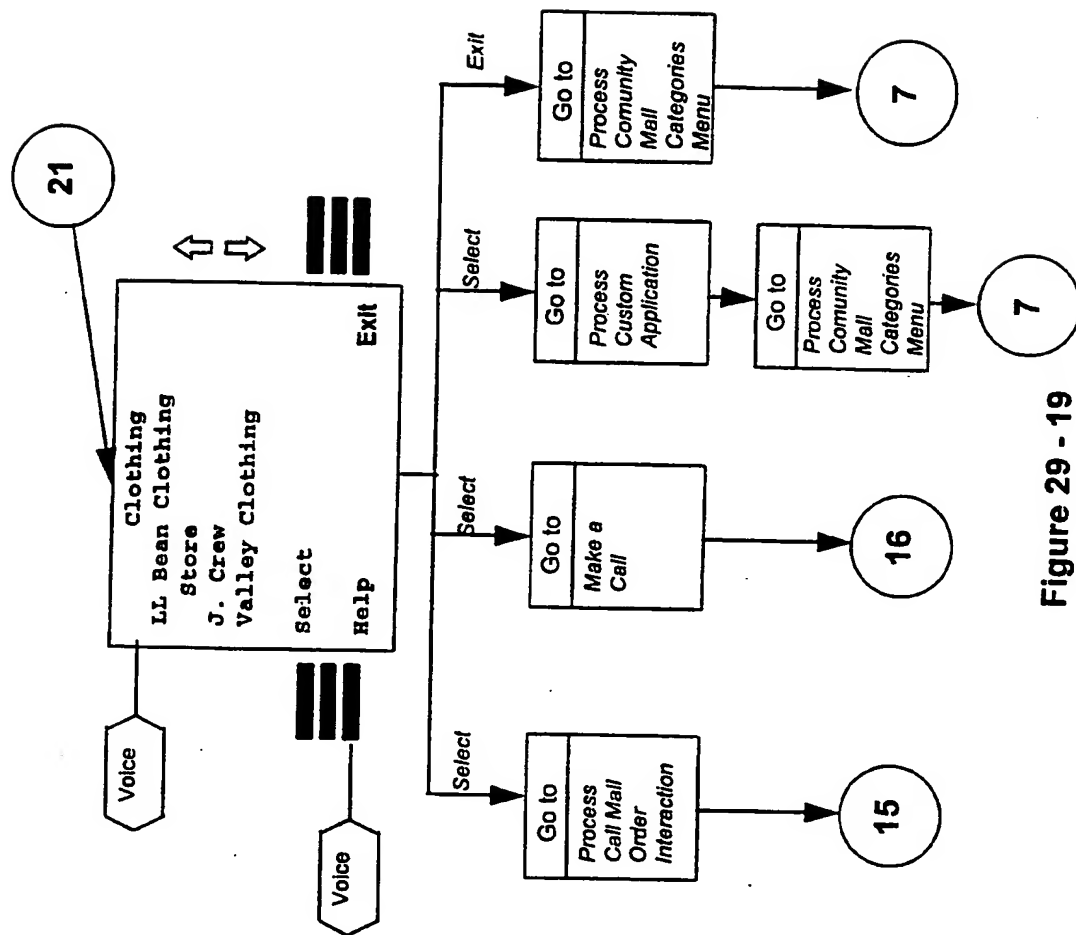 21
Voice
Clothing
LL Bean Clothing
Store
J. Crew
Valley Clothing
Select
Help
Exit
Voice
Select
Select
Select
Exit
Go to
Process
Call Mall
Order
Interaction
15
Go to
Make a
Call
16
Go to
Process
Custom
Application
Go to
Process
Comunity
Mall
Categories
Menu
7
Go to
Process
Comunity
Mall
Categories
Menu
7
Figure 29 - 19